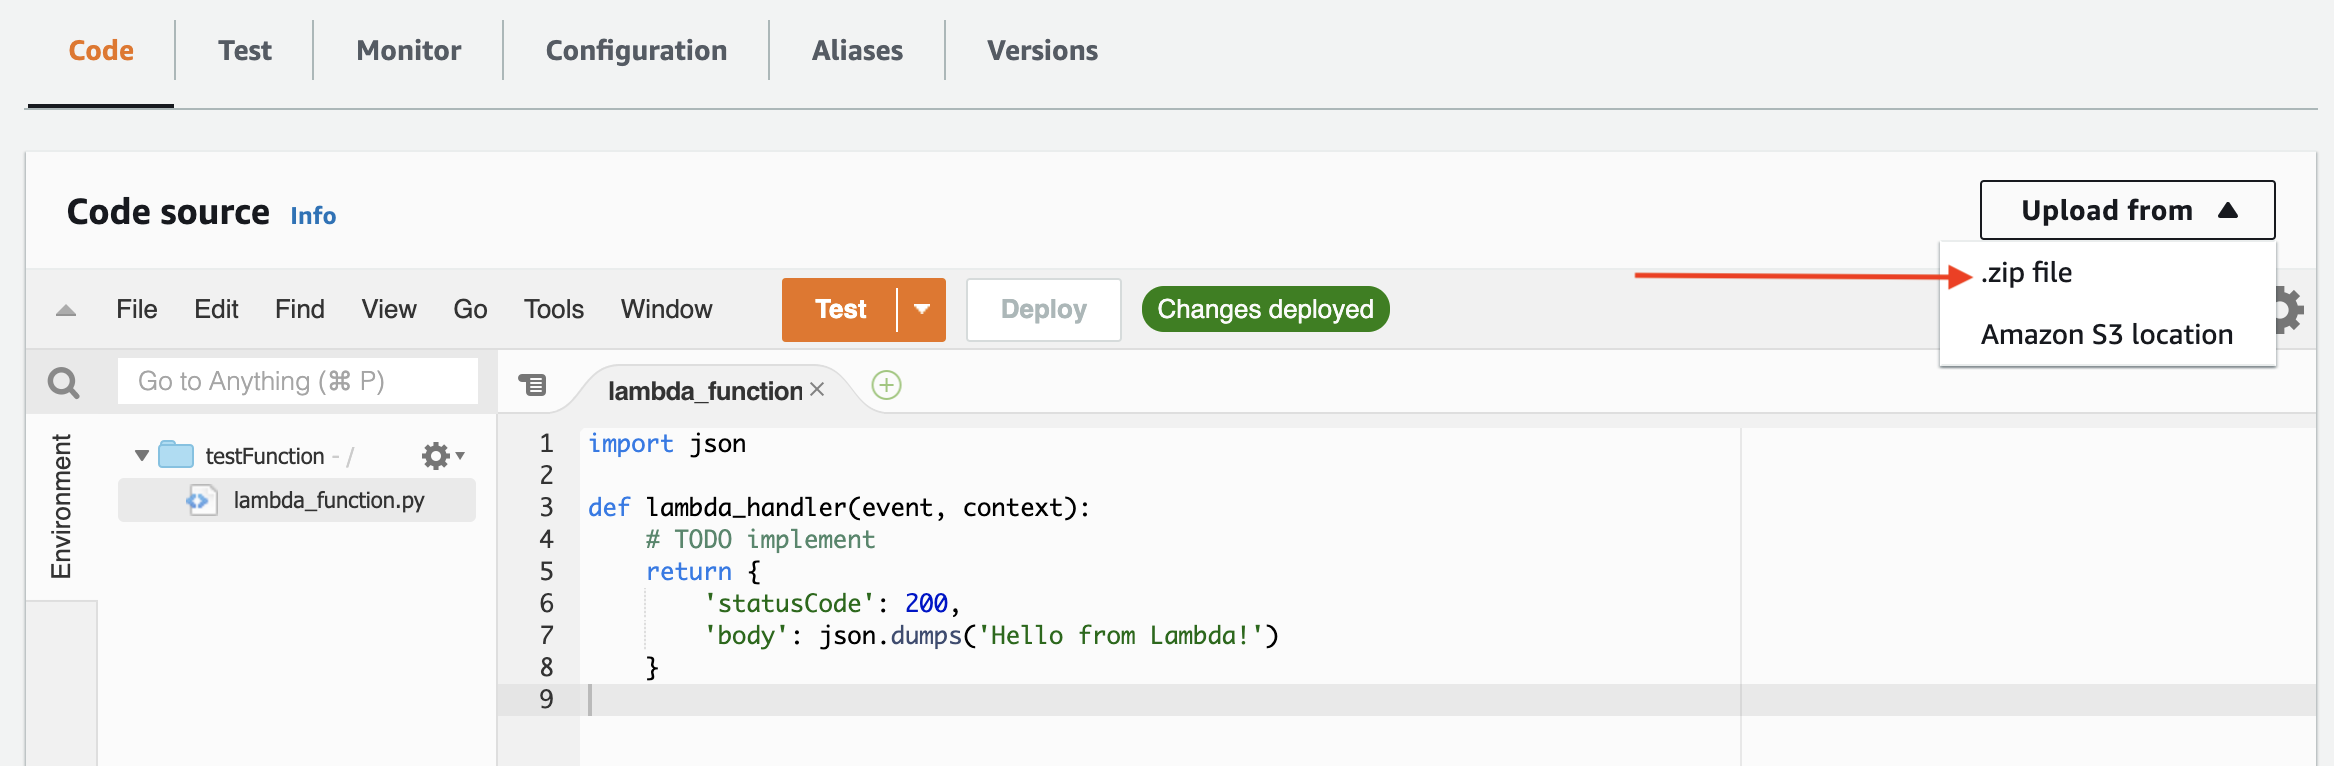 Code Test Monitor Configuration Aliases Versions
Code source Info Upload from
.zip file
Amazon S3 location
File Edit Find View Go Tools Window Test Deploy Changes deployed
Go to Anything (⌘ P)
lambda_function
Environment
testFunction - /
lambda_function.py
1 import json
2
3 def lambda_handler(event, context):
4     # TODO implement
5     return {
6         'statusCode': 200,
7         'body': json.dumps('Hello from Lambda!')
8     }
9